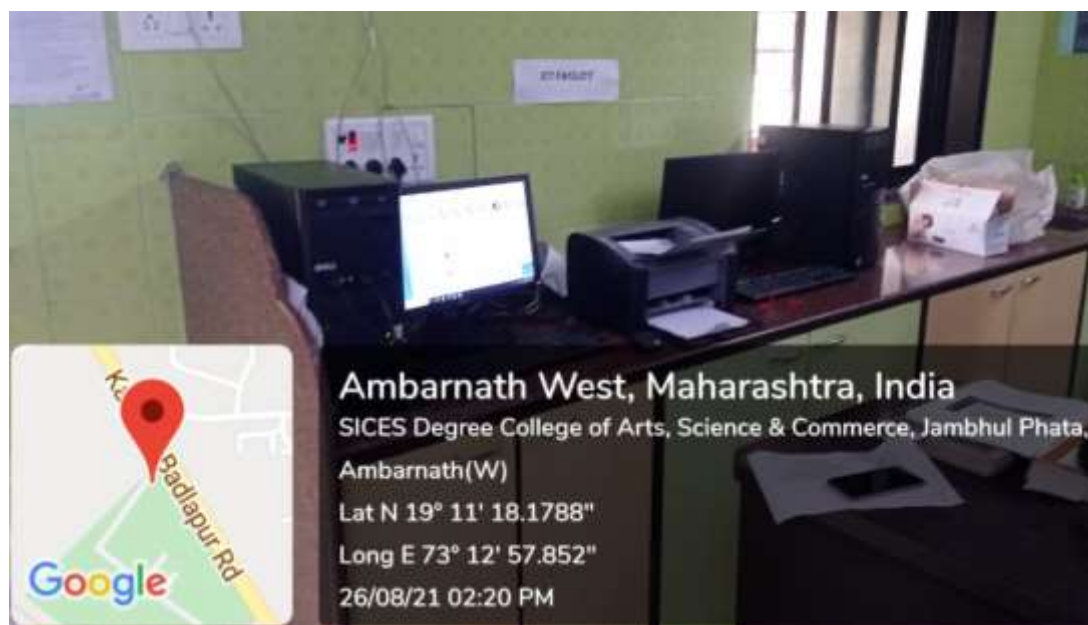 Ambarnath West, Maharashtra, India
SICES Degree College of Arts, Science & Commerce, Jambhul Phata,
Ambarnath(W)
Lat N 19° 11' 18.1788"
Long E 73° 12' 57.852"
26/08/21 02:20 PM
Badlapur Rd
Google